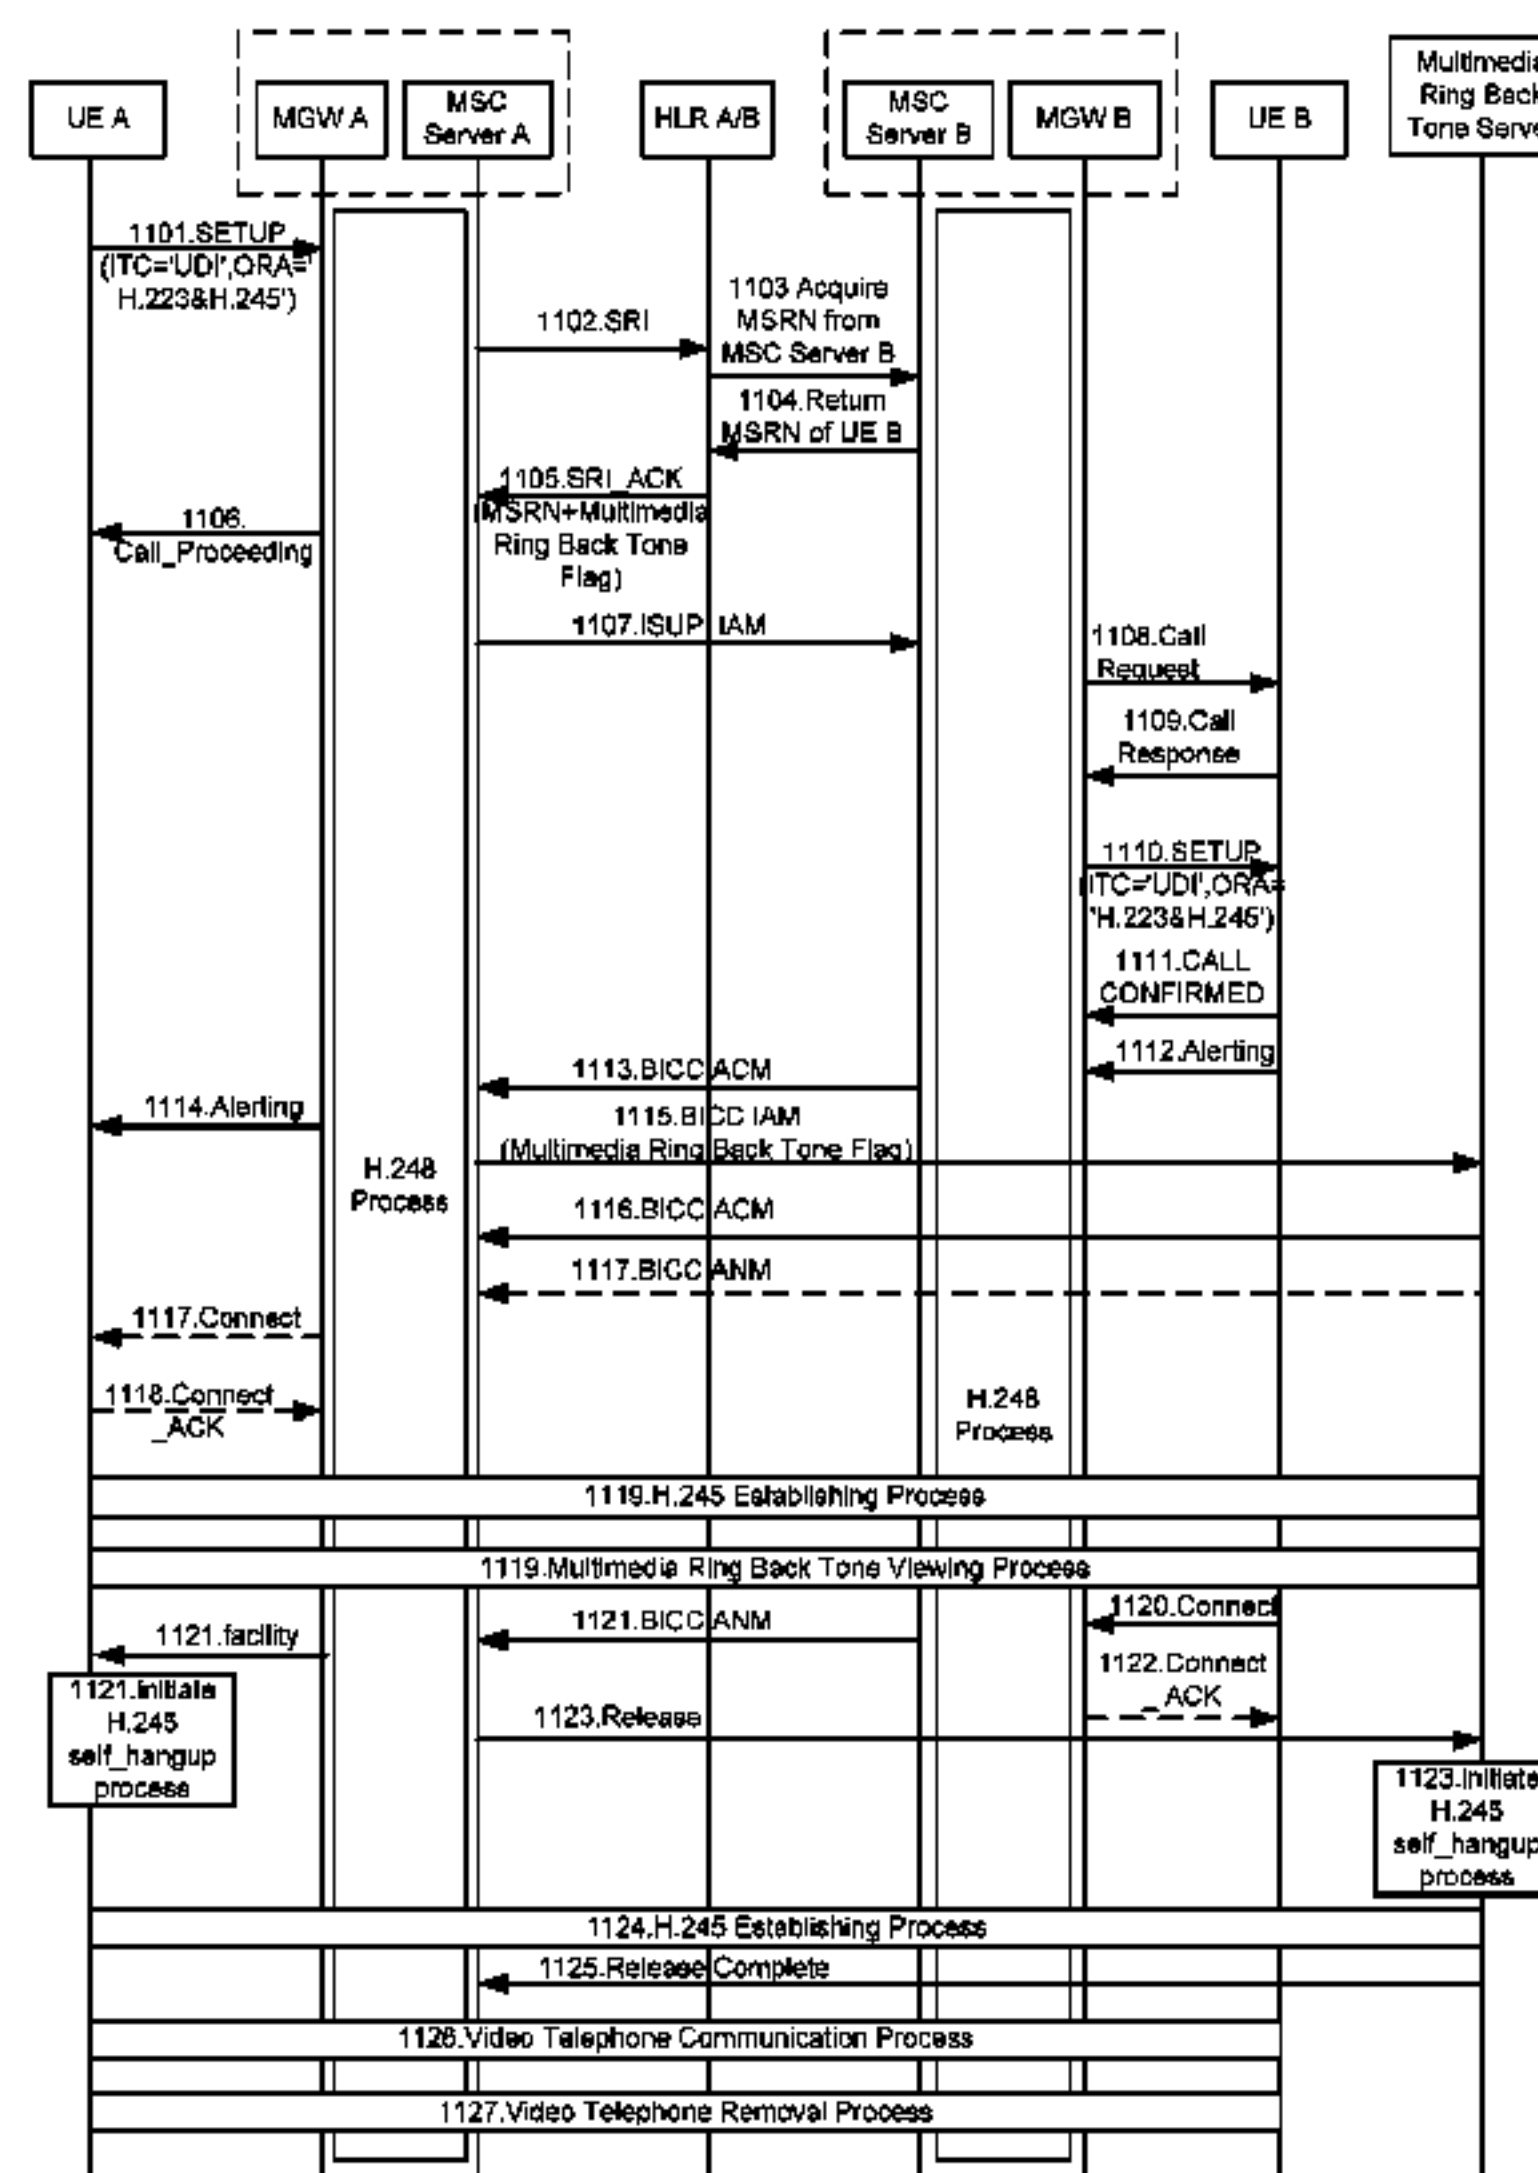 UE A
MGW A
MSC
Server A
HLR A/B
MSC
Server B
MGW B
UE B
Multimedia
Ring Back
Tone Serve
1101.SETUP
(ITC='UDI',ORA='
H.223&H.245')
1102.SRI
1103 Acquire
MSRN from
MSC Server B
1104.Return
MSRN of UE B
1105.SRI_ACK
(MSRN+Multimedia
Ring Back Tone
Flag)
1106.
Call_Proceeding
1107.ISUP IAM
1108.Call
Request
1109.Call
Response
1110.SETUP
(ITC='UDI',ORA=
'H.223&H.245')
1111.CALL
CONFIRMED
1112.Alerting
1113.BICC ACM
1114.Alerting
1115.BICC IAM
(Multimedia Ring Back Tone Flag)
H.248
Process
1116.BICC ACM
1117.BICC ANM
1117.Connect
1118.Connect
_ACK
H.248
Process
1119.H.245 Establishing Process
1119.Multimedia Ring Back Tone Viewing Process
1120.Connect
1121.BICC ANM
1121.facility
1122.Connect
_ACK
1121.initiate
H.245
self_hangup
process
1123.Release
1123.Initiate
H.245
self_hangup
process
1124.H.245 Establishing Process
1125.Release Complete
1126.Video Telephone Communication Process
1127.Video Telephone Removal Process